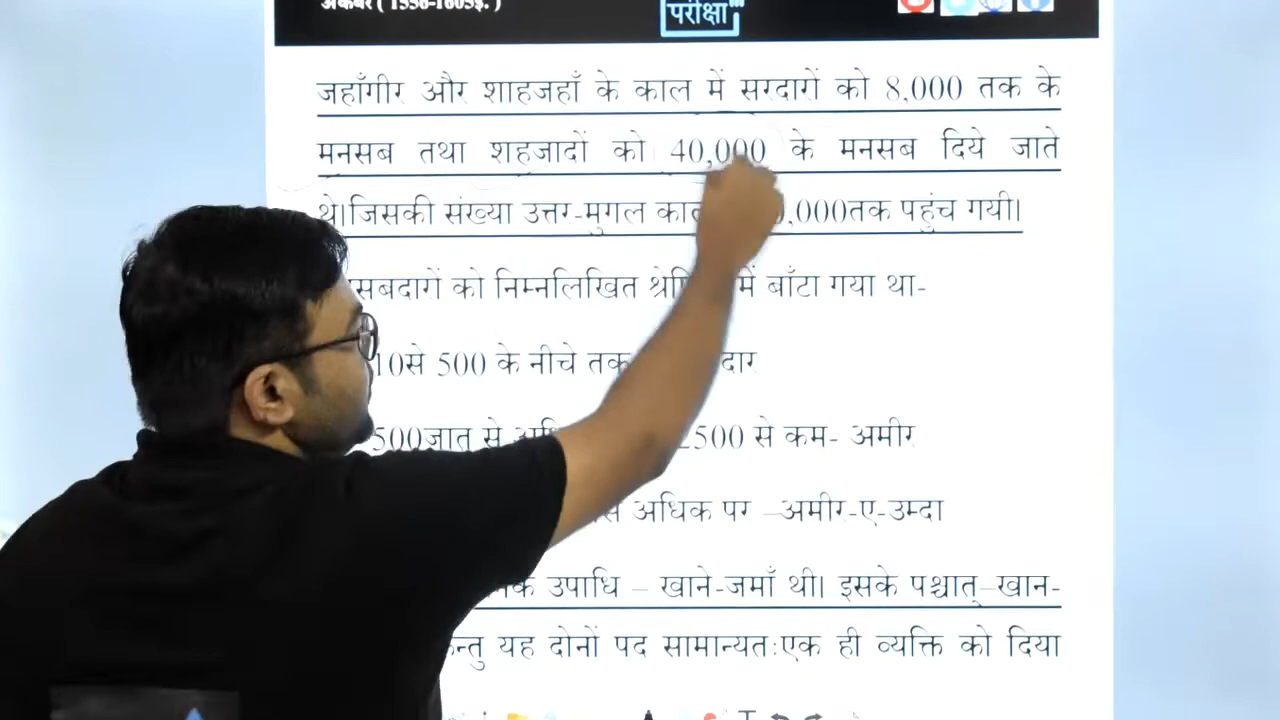 अकबर ( 1556-1605ई. )
परीक्षा
जहाँगीर और शाहजहाँ के काल में सरदारों को 8,000 तक के
मनसब तथा शहजादों को 40,000 के मनसब दिये जाते
थे।जिसकी संख्या उत्तर-मुगल ,000तक पहुंच गयी।
को निम्नलिखित में बाँटा गया था-
10से 500 के नीचे तक
500जात से 2500 से कम- अमीर
अधिक पर –अमीर-ए-उम्दा
उपाधि – खाने-जमाँ थी। इसके पश्चात्–खान-
यह दोनों पद सामान्यतःएक ही व्यक्ति को दिया